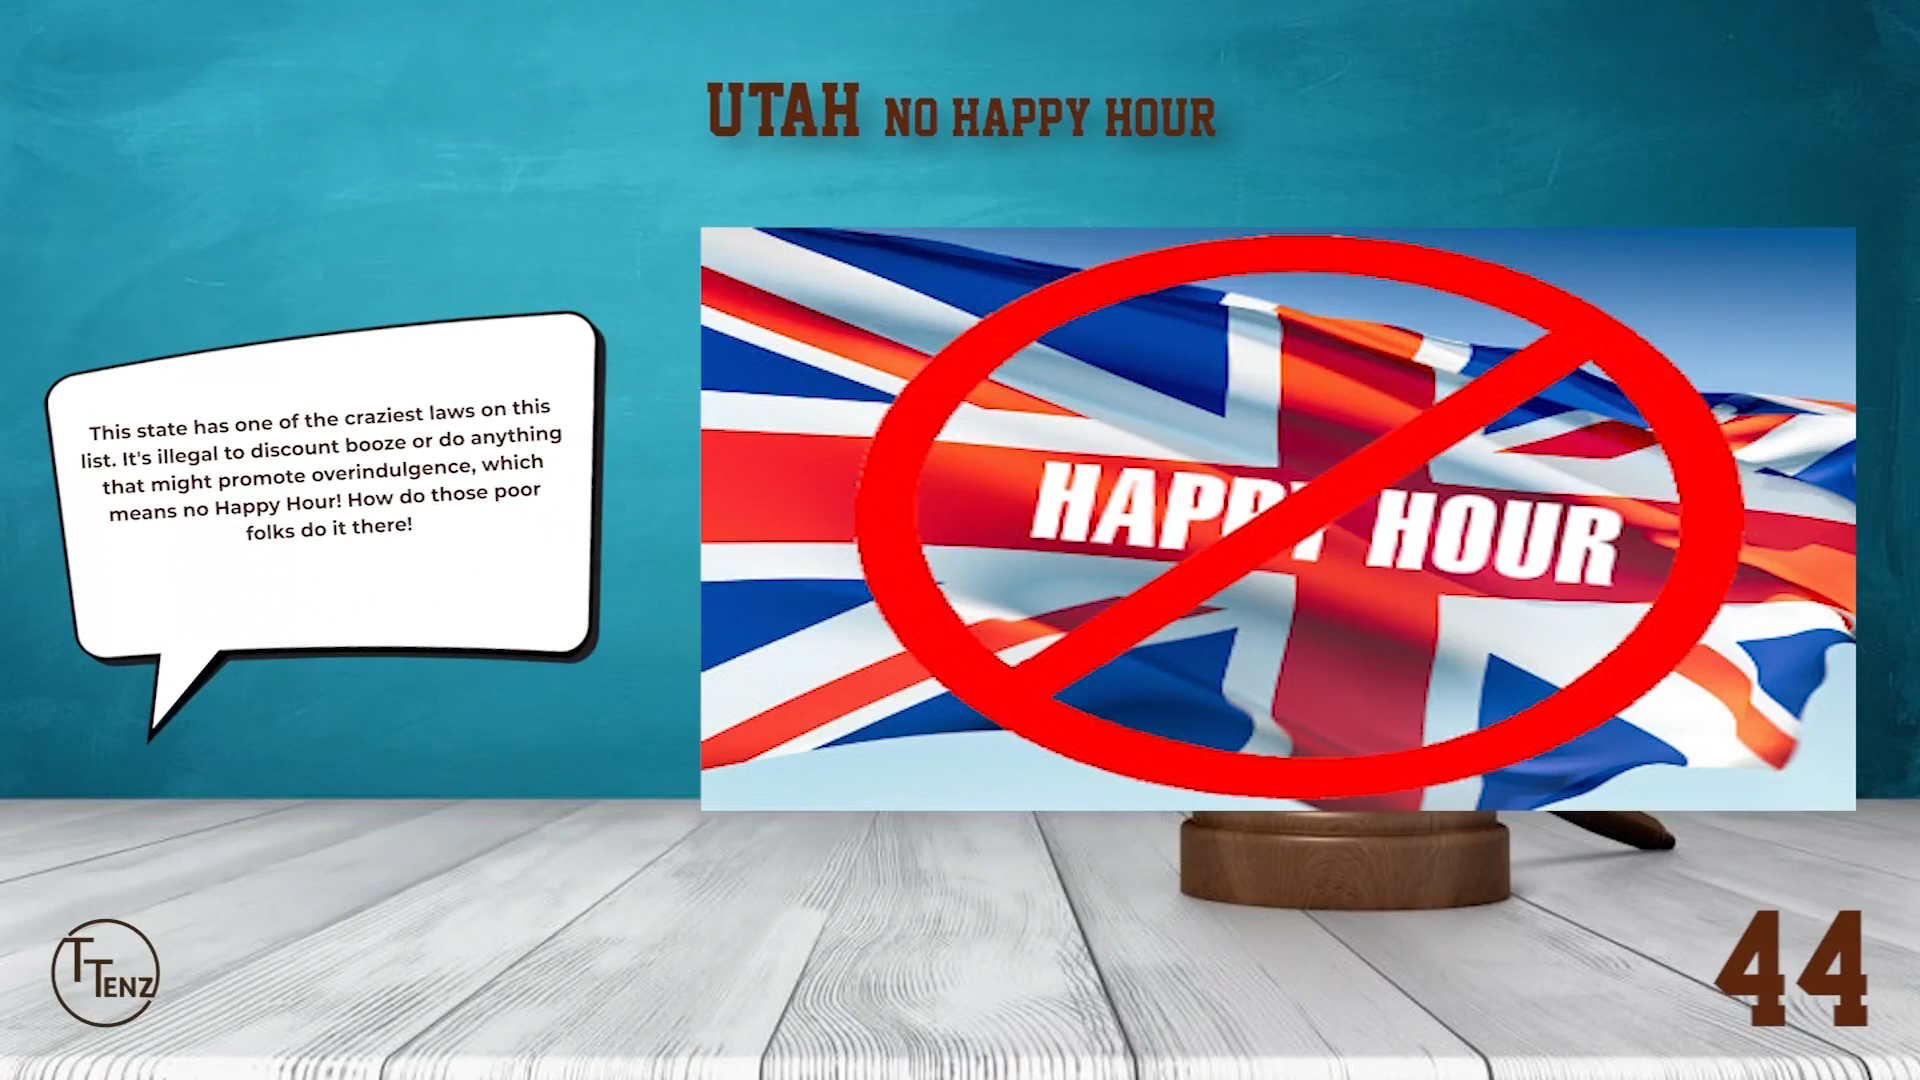 UTAH NO HAPPY HOUR
This state has one of the craziest laws on this
list. It's illegal to discount booze or do anything
that might promote overindulgence, which
means no Happy Hour! How do those poor
folks do it there!
HAPPY HOUR
TTENZ
44